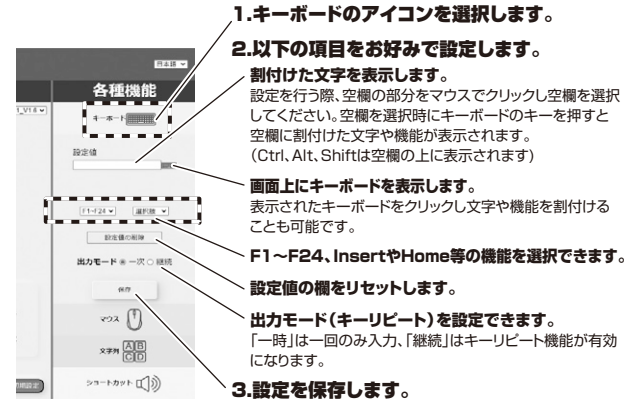 1.キーボードのアイコンを選択します。
2.以下の項目をお好みで設定します。
割付けた文字を表示します。
設定を行う際、空欄の部分をマウスでクリックし空欄を選択
してください。空欄を選択時にキーボードのキーを押すと
空欄に割付けた文字や機能が表示されます。
（Ctrl、Alt、Shiftは空欄の上に表示されます）
画面上にキーボードを表示します。
表示されたキーボードをクリックし文字や機能を割付ける
ことも可能です。
F1～F24、InsertやHome等の機能を選択できます。
設定値の欄をリセットします。
出力モード（キーリピート）を設定できます。
「一時」は一回のみ入力、「継続」はキーリピート機能が有効
になります。
3.設定を保存します。
日本語
各種機能
キーボード
設定値
F1-F24
選択肢
設定値の削除
出力モード 一次 継続
保存
マウス
文字列 A B C D
ショートカット